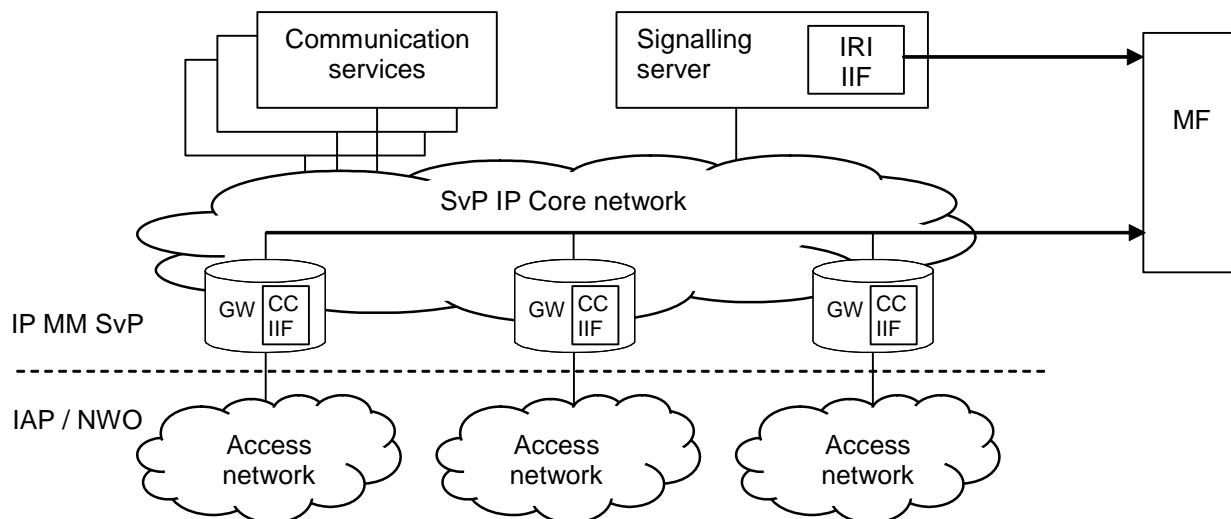 Communication
services
Signalling
server
IRI
IIF
MF
SvP IP Core network
GW
CC
IIF
GW
CC
IIF
GW
CC
IIF
IP MM SvP
IAP / NWO
Access
network
Access
network
Access
network